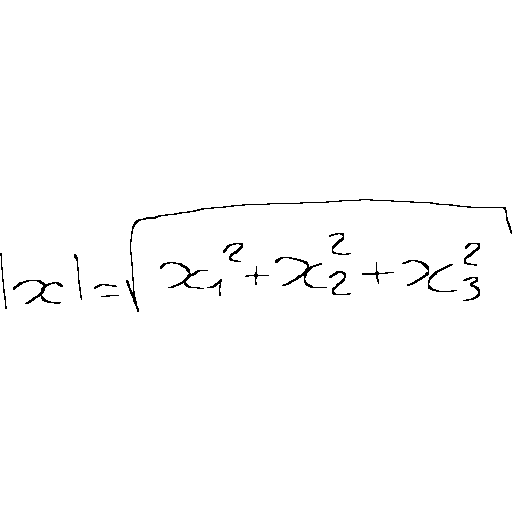 |x| = √(x₁² + x₂² + x₃²)